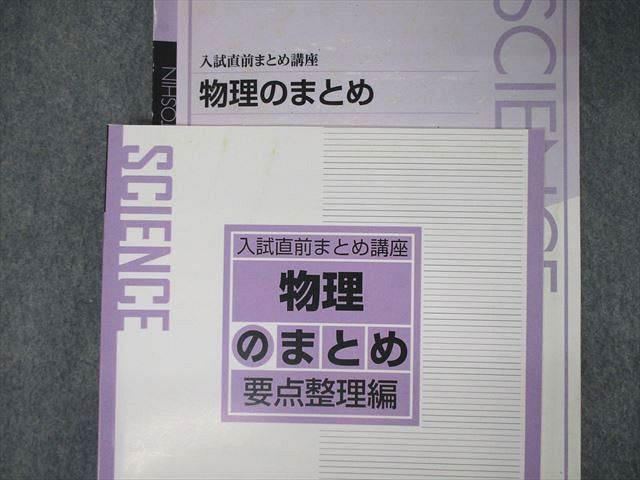 入試直前まとめ講座
物理のまとめ
SCIENCE
TOSHIN
SCIENCE
入試直前まとめ講座
物理
のまとめ
要点整理編